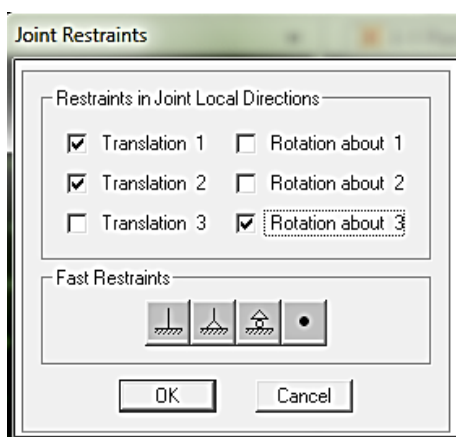 Joint Restraints
Restraints in Joint Local Directions
Translation 1 Rotation about 1
Translation 2 Rotation about 2
Translation 3 Rotation about 3
Fast Restraints
OK Cancel